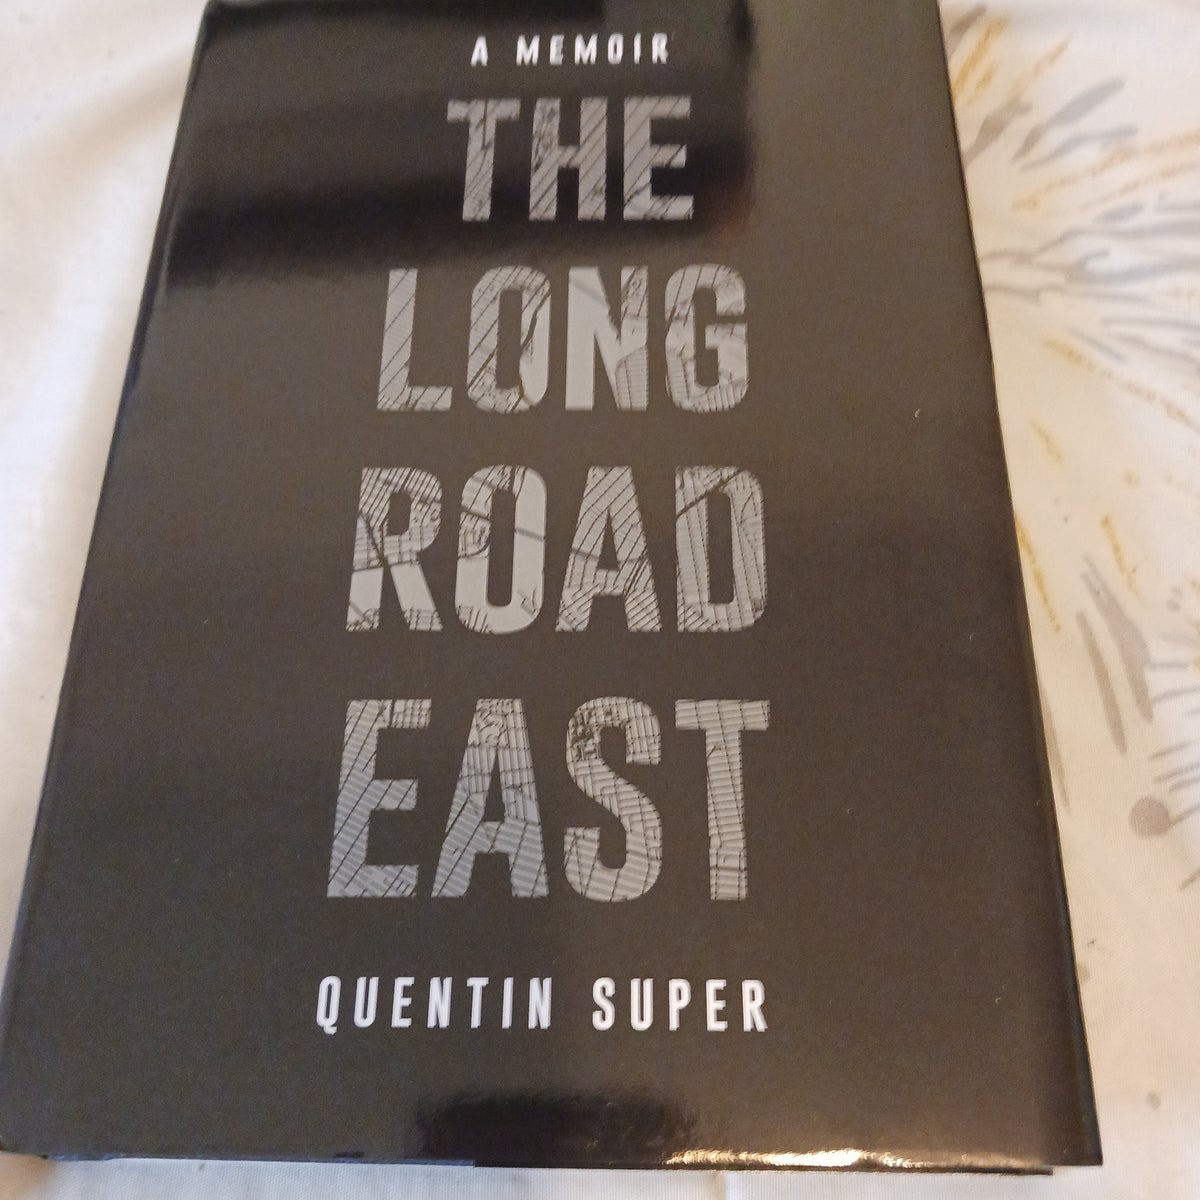 A MEMOIR
THE
LONG
ROAD
EAST
QUENTIN SUPER